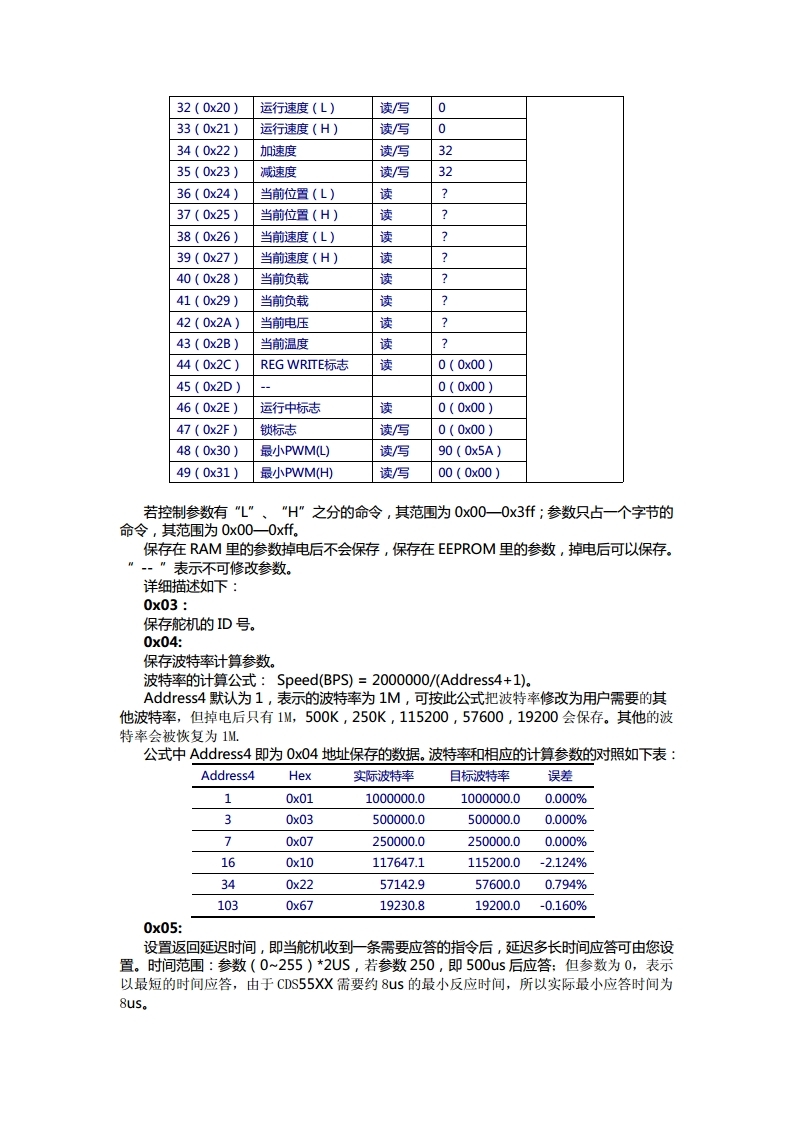 32（0x20） 运行速度（L） 读/写 0
33（0x21） 运行速度（H） 读/写 0
34（0x22） 加速度 读/写 32
35（0x23） 减速度 读/写 32
36（0x24） 当前位置（L） 读 ？
37（0x25） 当前位置（H） 读 ？
38（0x26） 当前速度（L） 读 ？
39（0x27） 当前速度（H） 读 ？
40（0x28） 当前负载 读 ？
41（0x29） 当前负载 读 ？
42（0x2A） 当前电压 读 ？
43（0x2B） 当前温度 读 ？
44（0x2C） REG WRITE标志 读 0（0x00）
45（0x2D） -- 0（0x00）
46（0x2E） 运行中标志 读 0（0x00）
47（0x2F） 锁标志 读/写 0（0x00）
48（0x30） 最小PWM(L) 读/写 90（0x5A）
49（0x31） 最小PWM(H) 读/写 00（0x00）
若控制参数有“L”、“H”之分的命令，其范围为 0x00—0x3ff；参数只占一个字节的
命令，其范围为 0x00—0xff。
保存在 RAM 里的参数掉电后不会保存，保存在 EEPROM 里的参数，掉电后可以保存。
“ -- ”表示不可修改参数。
详细描述如下：
0x03：
保存舵机的 ID 号。
0x04:
保存波特率计算参数。
波特率的计算公式： Speed(BPS) = 2000000/(Address4+1)。
Address4 默认为 1，表示的波特率为 1M，可按此公式把波特率修改为用户需要的其
他波特率，但掉电后只有 1M，500K，250K，115200，57600，19200 会保存。其他的波
特率会被恢复为 1M.
公式中 Address4 即为 0x04 地址保存的数据。波特率和相应的计算参数的对照如下表：
Address4 Hex 实际波特率 目标波特率 误差
1 0x01 1000000.0 1000000.0 0.000%
3 0x03 500000.0 500000.0 0.000%
7 0x07 250000.0 250000.0 0.000%
16 0x10 117647.1 115200.0 -2.124%
34 0x22 57142.9 57600.0 0.794%
103 0x67 19230.8 19200.0 -0.160%
0x05:
设置返回延迟时间，即当舵机收到一条需要应答的指令后，延迟多长时间应答可由您设
置。时间范围：参数（0~255）*2US，若参数 250，即 500us 后应答；但参数为 0，表示
以最短的时间应答，由于 CDS55XX 需要约 8us 的最小反应时间，所以实际最小应答时间为
8us。